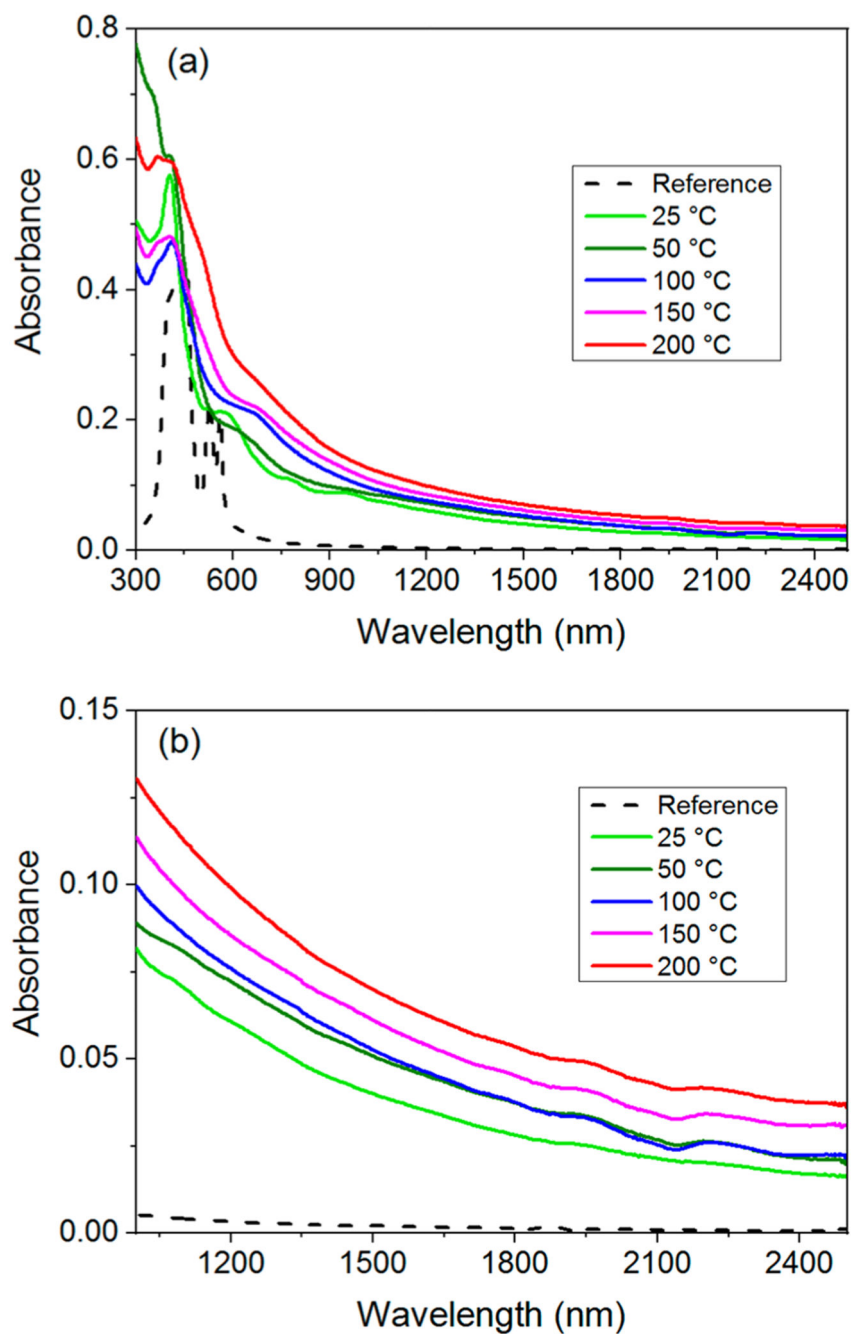 (a)
Absorbance
0.8
0.6
0.4
0.2
0.0
Reference
25 °C
50 °C
100 °C
150 °C
200 °C
300 600 900 1200 1500 1800 2100 2400
Wavelength (nm)
(b)
Absorbance
0.15
0.10
0.05
0.00
Reference
25 °C
50 °C
100 °C
150 °C
200 °C
1200 1500 1800 2100 2400
Wavelength (nm)